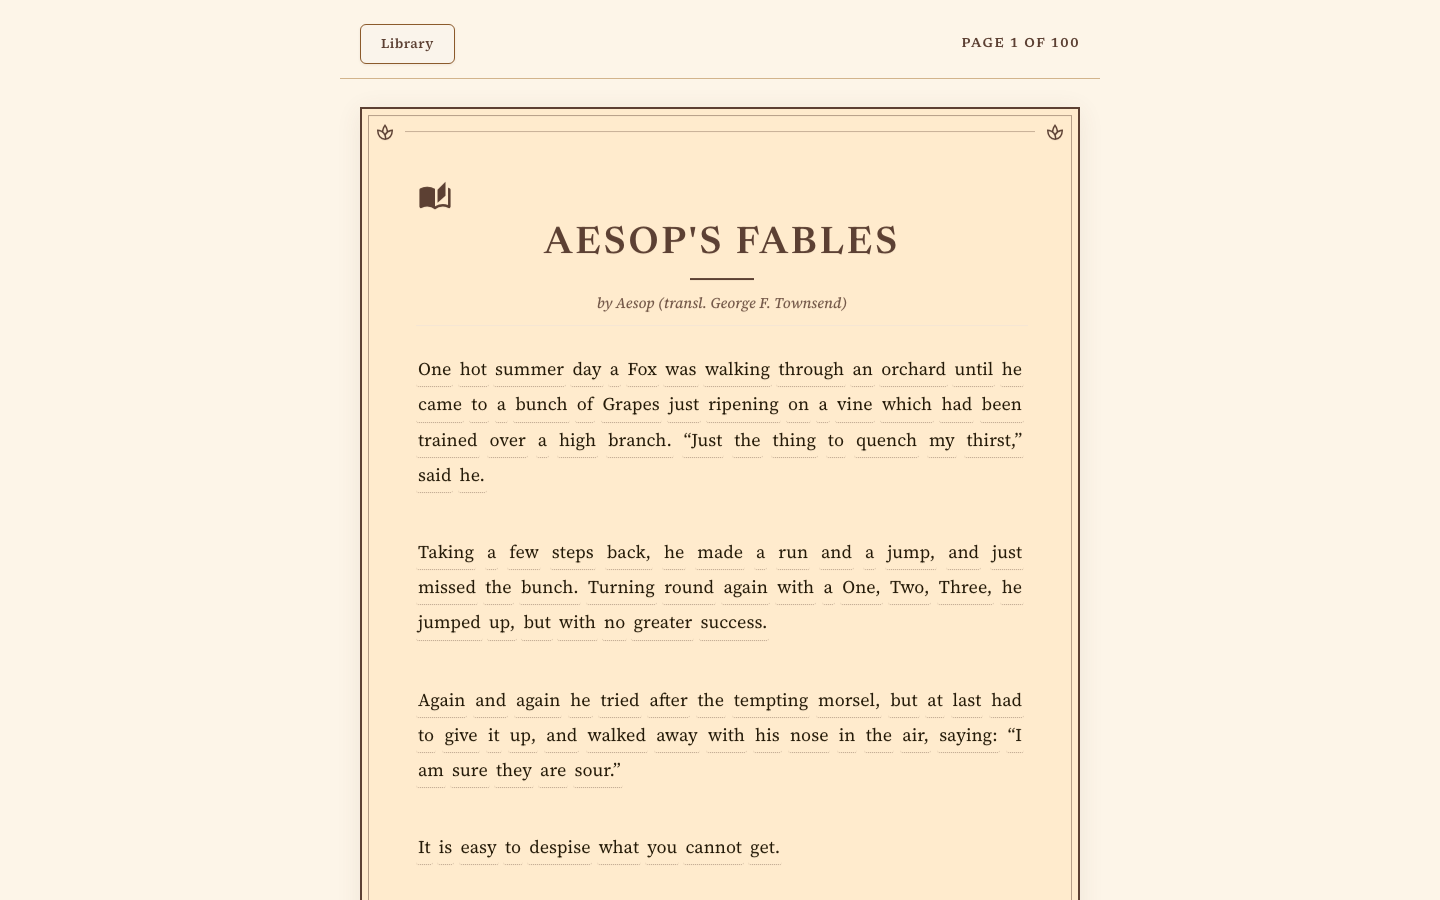 Library
PAGE 1 OF 100
AESOP'S FABLES
by Aesop (transl. George F. Townsend)
One hot summer day a Fox was walking through an orchard until he
came to a bunch of Grapes just ripening on a vine which had been
trained over a high branch. “Just the thing to quench my thirst,”
said he.
Taking a few steps back, he made a run and a jump, and just
missed the bunch. Turning round again with a One, Two, Three, he
jumped up, but with no greater success.
Again and again he tried after the tempting morsel, but at last had
to give it up, and walked away with his nose in the air, saying: “I
am sure they are sour.”
It is easy to despise what you cannot get.